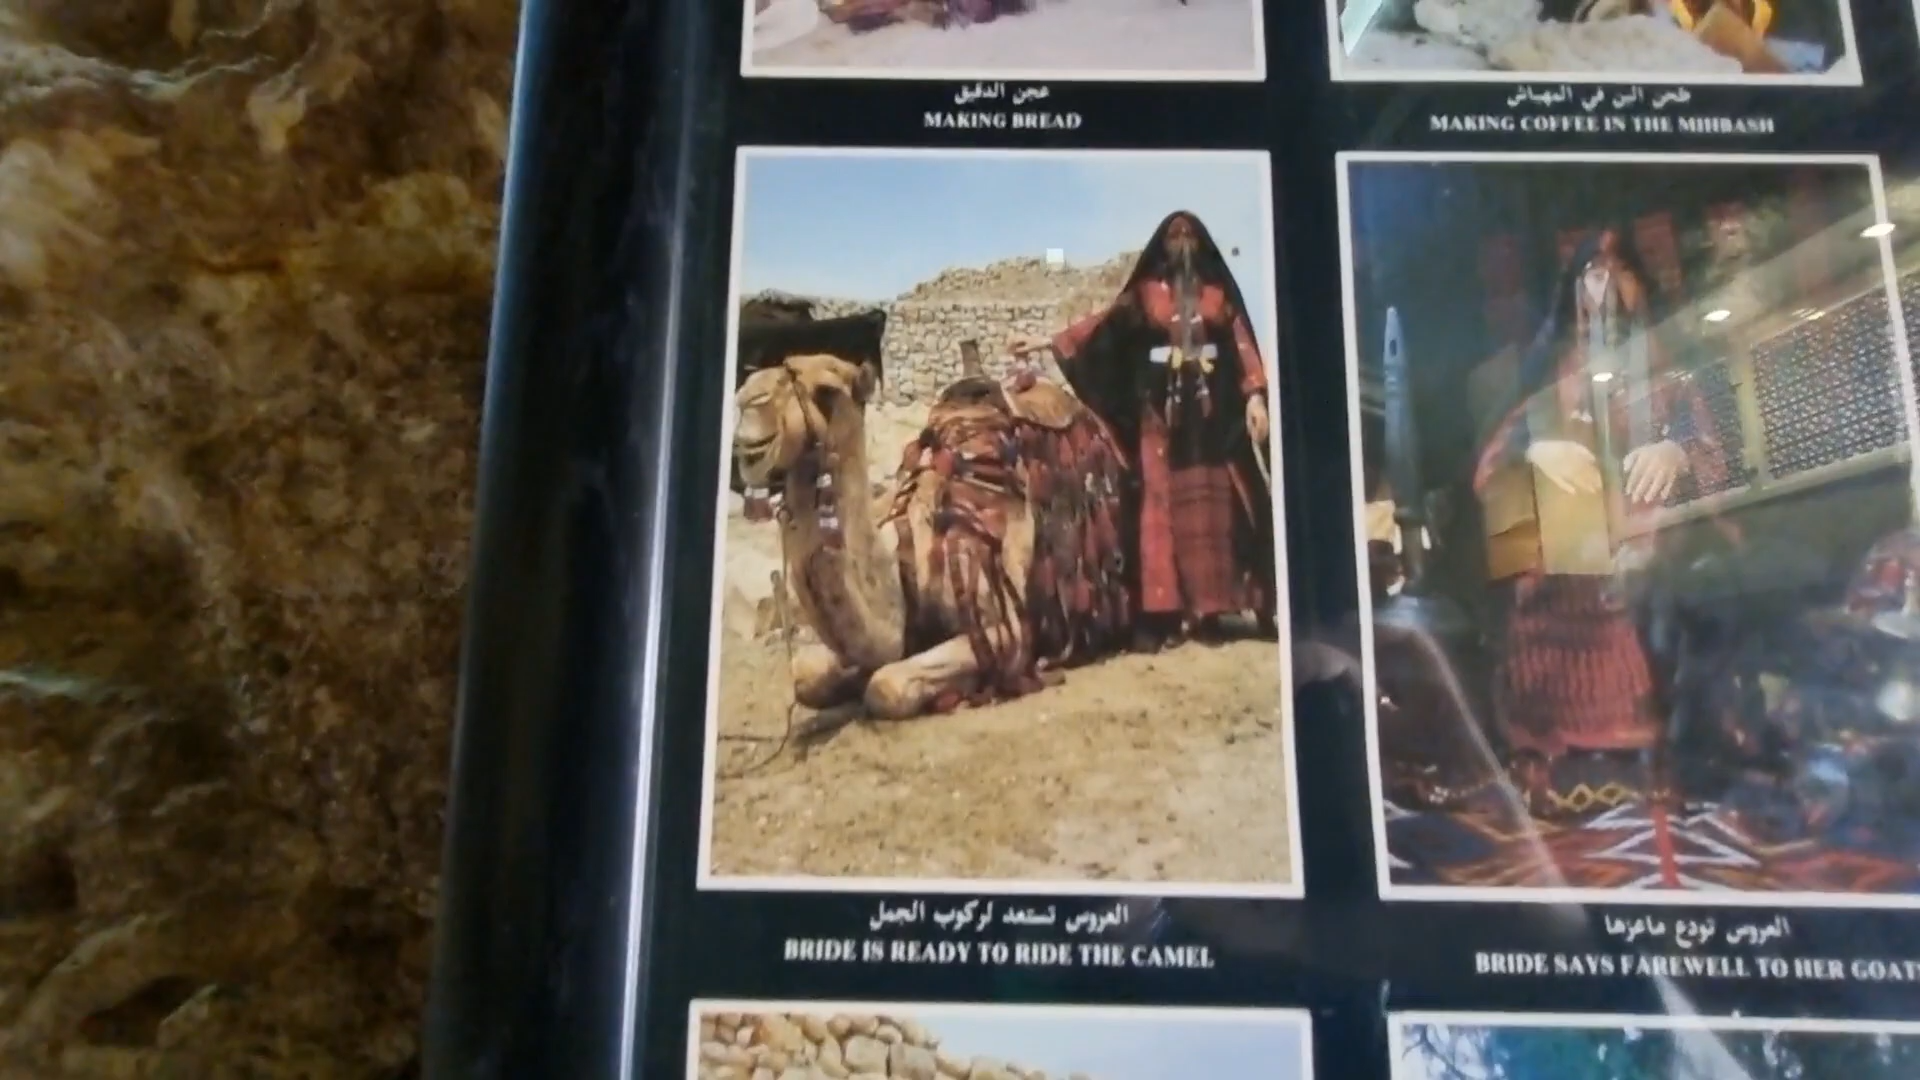 عجن الدقيق
MAKING BREAD
طحن البن في المهباش
MAKING COFFEE IN THE MIHBASH
العروس تستعد لركوب الجمل
BRIDE IS READY TO RIDE THE CAMEL
العروس تودع ماعزها
BRIDE SAYS FAREWELL TO HER GOATS